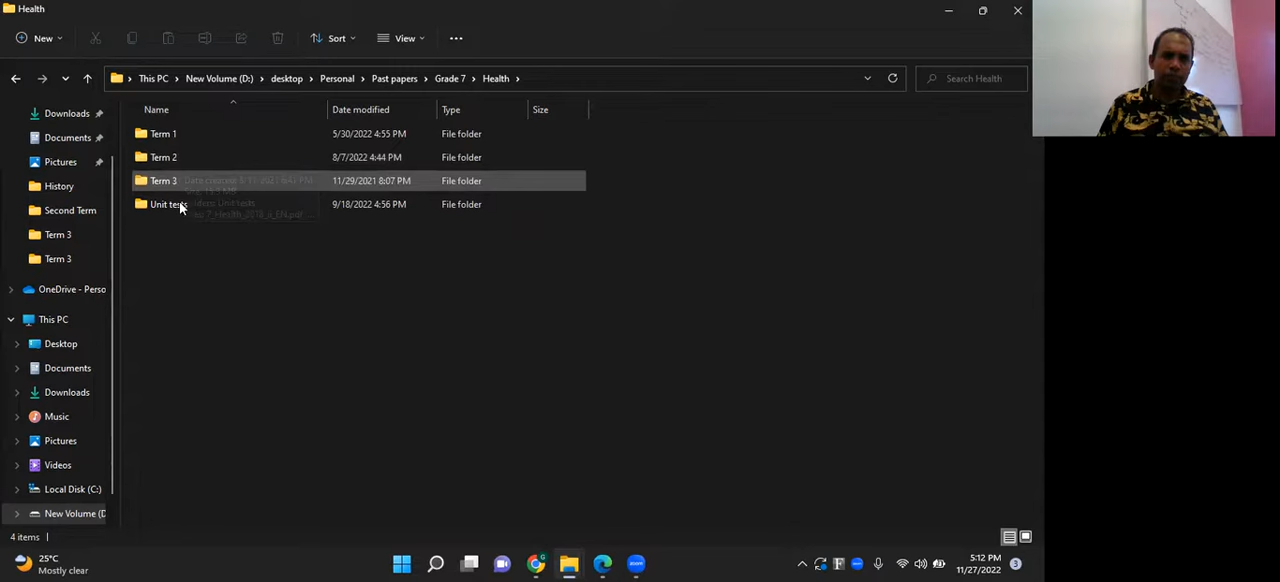 Health
New
Sort
View
This PC
New Volume (D:)
desktop
Personal
Past papers
Grade 7
Health
Search Health
Name
Date modified
Type
Size
Downloads
Documents
Pictures
History
Second Term
Term 3
Term 3
OneDrive - Perso
This PC
Desktop
Documents
Downloads
Music
Pictures
Videos
Local Disk (C:)
New Volume (D
Term 1 5/30/2022 4:55 PM File folder
Term 2 8/7/2022 4:44 PM File folder
Term 3 11/29/2021 8:07 PM File folder
Unit tests 9/18/2022 4:56 PM File folder
4 items
25°C
Mostly clear
zoom
5:12 PM
11/27/2022
3